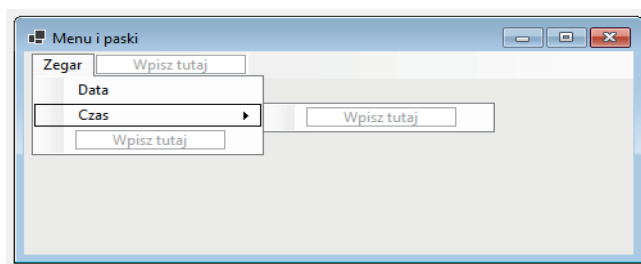 Menu i paski
Zegar Wpisz tutaj
Data
Czas Wpisz tutaj
Wpisz tutaj